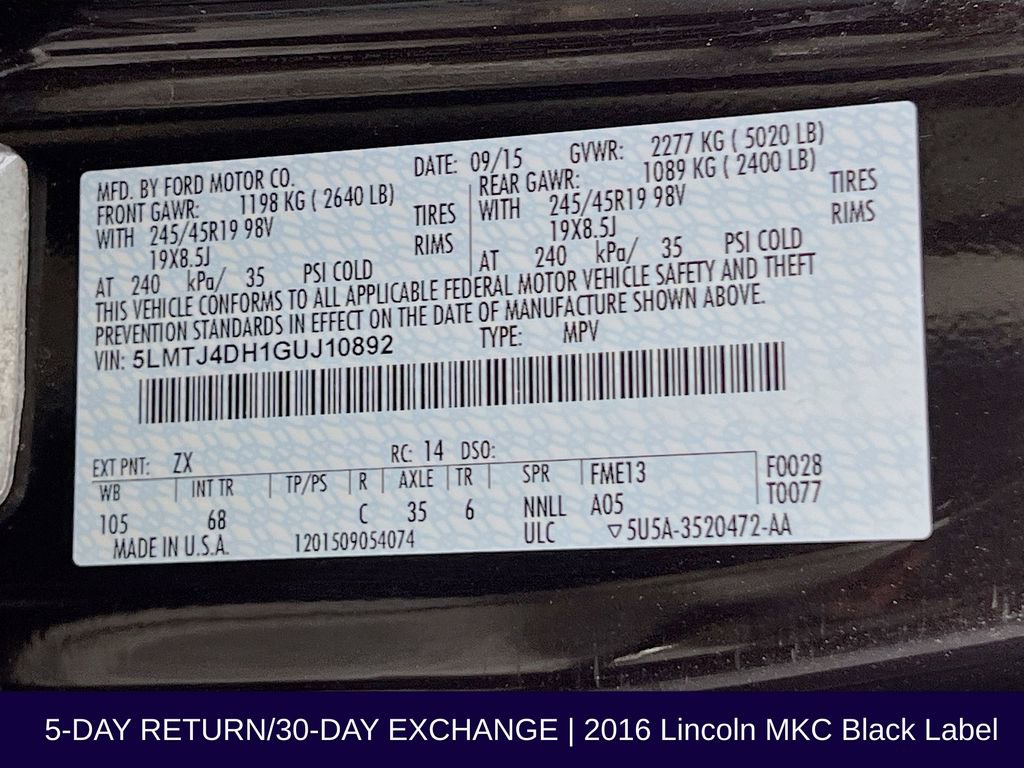 MFD. BY FORD MOTOR CO. DATE: 09/15 GVWR: 2277 KG ( 5020 LB)
FRONT GAWR: 1198 KG ( 2640 LB) REAR GAWR: 1089 KG ( 2400 LB)
WITH 245/45R19 98V TIRES WITH 245/45R19 98V TIRES
19X8.5J RIMS 19X8.5J RIMS
AT 240 kPa/ 35 PSI COLD AT 240 kPa/ 35 PSI COLD
THIS VEHICLE CONFORMS TO ALL APPLICABLE FEDERAL MOTOR VEHICLE SAFETY AND THEFT
PREVENTION STANDARDS IN EFFECT ON THE DATE OF MANUFACTURE SHOWN ABOVE.
VIN: 5LMTJ4DH1GUJ10892 TYPE: MPV
EXT PNT: ZX RC: 14 DSO:
WB INT TR TP/PS R AXLE TR SPR FME13 F0028
105 68 C 35 6 NNLL A05 T0077
MADE IN U.S.A. 1201509054074 ULC ▽5U5A-3520472-AA
5-DAY RETURN/30-DAY EXCHANGE | 2016 Lincoln MKC Black Label